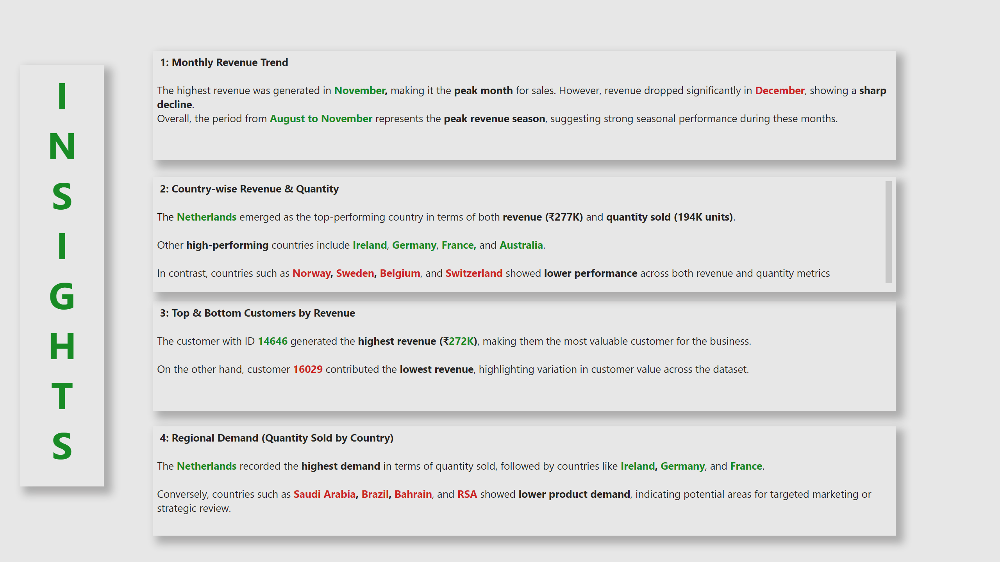 I
N
S
I
G
H
T
S
1: Monthly Revenue Trend
The highest revenue was generated in November, making it the peak month for sales. However, revenue dropped significantly in December, showing a sharp
decline.
Overall, the period from August to November represents the peak revenue season, suggesting strong seasonal performance during these months.
2: Country-wise Revenue & Quantity
The Netherlands emerged as the top-performing country in terms of both revenue (₹277K) and quantity sold (194K units).
Other high-performing countries include Ireland, Germany, France, and Australia.
In contrast, countries such as Norway, Sweden, Belgium, and Switzerland showed lower performance across both revenue and quantity metrics
3: Top & Bottom Customers by Revenue
The customer with ID 14646 generated the highest revenue (₹272K), making them the most valuable customer for the business.
On the other hand, customer 16029 contributed the lowest revenue, highlighting variation in customer value across the dataset.
4: Regional Demand (Quantity Sold by Country)
The Netherlands recorded the highest demand in terms of quantity sold, followed by countries like Ireland, Germany, and France.
Conversely, countries such as Saudi Arabia, Brazil, Bahrain, and RSA showed lower product demand, indicating potential areas for targeted marketing or
strategic review.